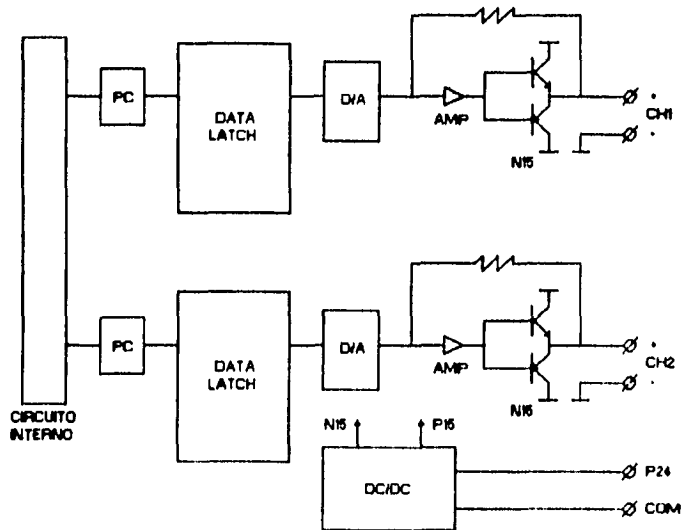 PC
DATA
LATCH
D/A
AMP
N15
CH1
PC
DATA
LATCH
D/A
AMP
N15
CH2
CIRCUITO
INTERNO
N15
P15
DC/DC
P24
COM